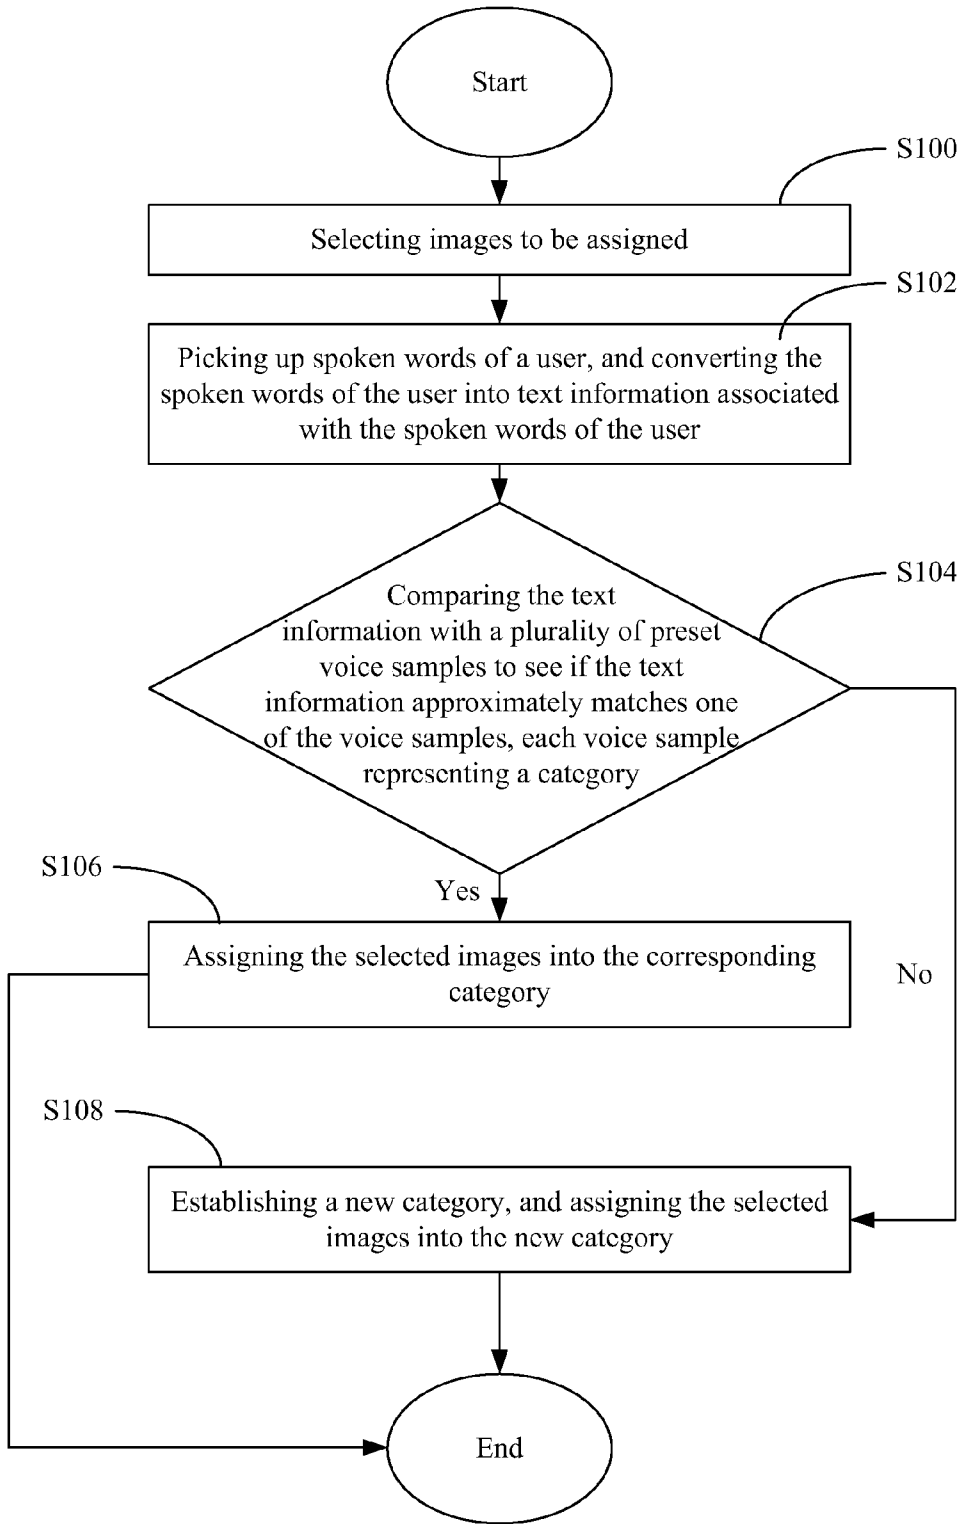 Start
S100
Selecting images to be assigned
S102
Picking up spoken words of a user, and converting the
spoken words of the user into text information associated
with the spoken words of the user
S104
Comparing the text
information with a plurality of preset
voice samples to see if the text
information approximately matches one
of the voice samples, each voice sample
representing a category
Yes
S106
Assigning the selected images into the corresponding
category
No
S108
Establishing a new category, and assigning the selected
images into the new category
End